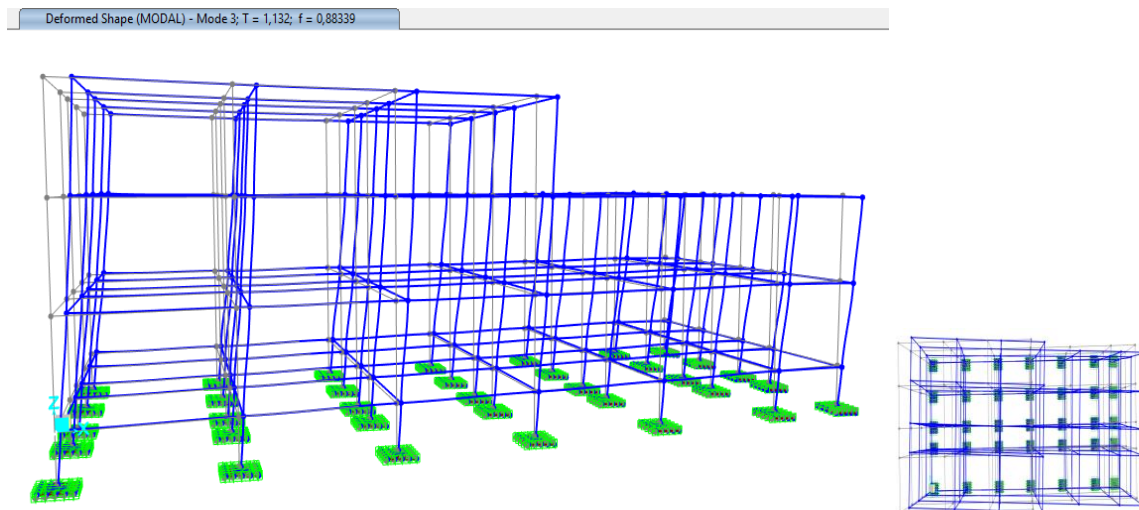 Deformed Shape (MODAL) - Mode 3; T = 1,132; f = 0,88339
Z
X